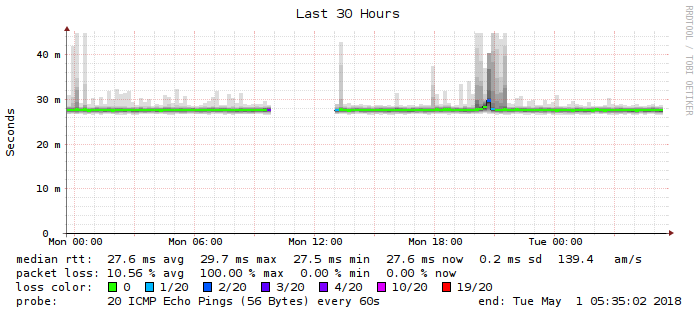 Last 30 Hours
RRDTOOL / TOBI OETIKER
Seconds
40 m
30 m
20 m
10 m
0
Mon 00:00 Mon 06:00 Mon 12:00 Mon 18:00 Tue 00:00
median rtt: 27.6 ms avg 29.7 ms max 27.5 ms min 27.6 ms now 0.2 ms sd 139.4 am/s
packet loss: 10.56 % avg 100.00 % max 0.00 % min 0.00 % now
loss color: 0 1/20 2/20 3/20 4/20 10/20 19/20
probe: 20 ICMP Echo Pings (56 Bytes) every 60s end: Tue May 1 05:35:02 2018